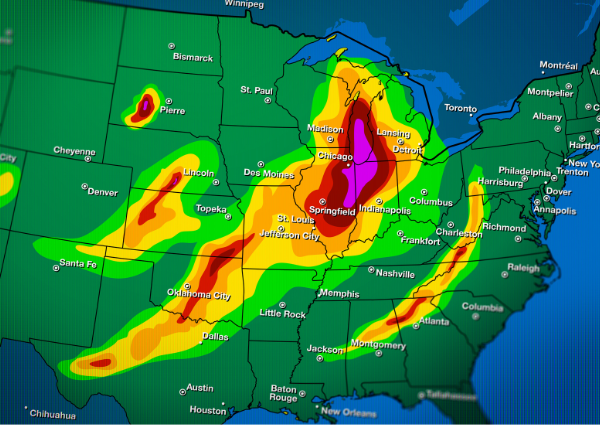 Winnipeg
Bismarck
Montréal
St. Paul
Montpelier
Pierre
Toronto
Albany
Madison
Lansing
Hartfor
Cheyenne
Chicago
Detroit
New Yo
City
Lincoln
Des Moines
Philadelphia
Trenton
Denver
Harrisburg
Dover
Columbus
Springfield
Indianapolis
Annapolis
Topeka
St. Louis
Richmond
Jefferson City
Frankfort
Charleston
Santa Fe
Nashville
Raleigh
Oklahoma City
Memphis
Little Rock
Columbia
Atlanta
Dallas
Jackson
Montgomery
Austin
Baton
Rouge
Tallahassee
Houston
New Orleans
Chihuahua